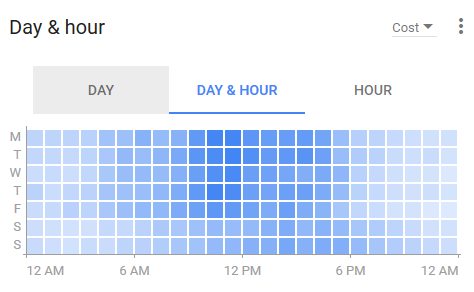 Day & hour
Cost
DAY
DAY & HOUR
HOUR
M
T
W
T
F
S
S
12 AM
6 AM
12 PM
6 PM
12 AM